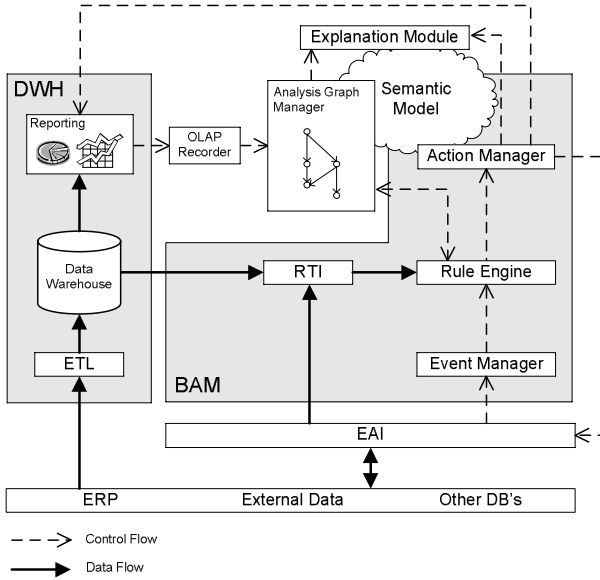 Explanation Module
DWH
Analysis Graph
Manager
Semantic
Model
Reporting
OLAP
Recorder
Action Manager
Data
Warehouse
RTI
Rule Engine
ETL
Event Manager
BAM
EAI
ERP
External Data
Other DB's
Control Flow
Data Flow